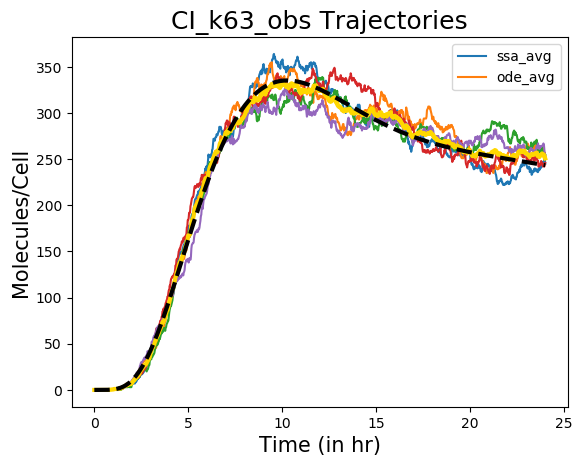 CI_k63_obs Trajectories
ssa_avg
ode_avg
Molecules/Cell
350
300
250
200
150
100
50
0
0 5 10 15 20 25
Time (in hr)